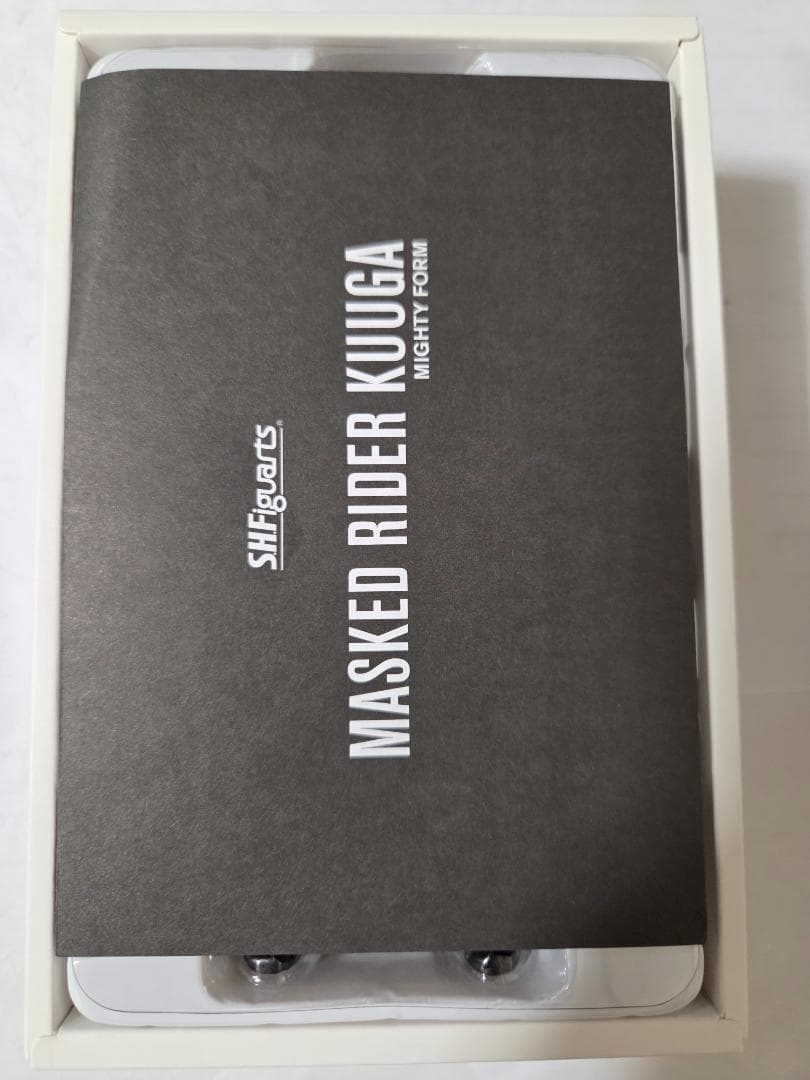 S.H.Figuarts®
MASKED RIDER KUUGA
MIGHTY FORM